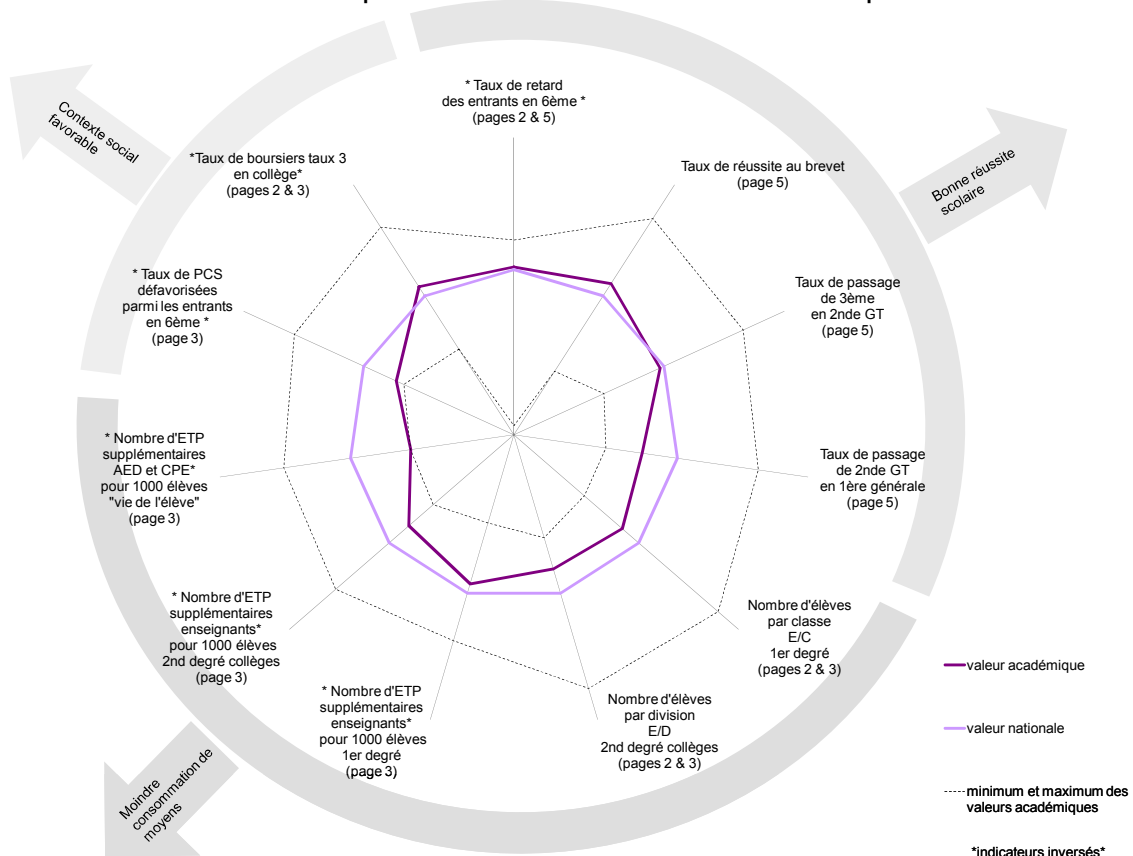 * Taux de retard
des entrants en 6ème *
(pages 2 & 5)
Contexte social
favorable
*Taux de boursiers taux 3
en collège*
(pages 2 & 3)
Taux de réussite au brevet
(page 5)
Bonne réussite
scolaire
* Taux de PCS
défavorisées
parmi les entrants
en 6ème *
(page 3)
Taux de passage
de 3ème
en 2nde GT
(page 5)
* Nombre d'ETP
supplémentaires
AED et CPE*
pour 1000 élèves
"vie de l'élève"
(page 3)
Taux de passage
de 2nde GT
en 1ère générale
(page 5)
* Nombre d'ETP
supplémentaires
enseignants*
pour 1000 élèves
2nd degré collèges
(page 3)
Nombre d'élèves
par classe
E/C
1er degré
(pages 2 & 3)
* Nombre d'ETP
supplémentaires
enseignants*
pour 1000 élèves
1er degré
(page 3)
Nombre d'élèves
par division
E/D
2nd degré collèges
(pages 2 & 3)
Moindre
consommation de
moyens
valeur académique
valeur nationale
minimum et maximum des
valeurs académiques
*indicateurs inversés*